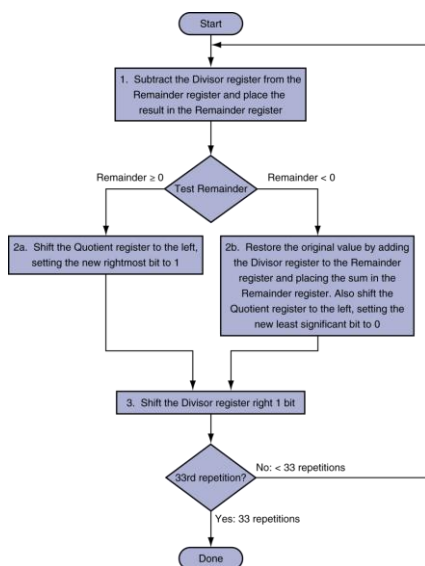 Start
1. Subtract the Divisor register from the
Remainder register and place the
result in the Remainder register
Remainder ≥ 0
Remainder < 0
Test Remainder
2a. Shift the Quotient register to the left,
setting the new rightmost bit to 1
2b. Restore the original value by adding
the Divisor register to the Remainder
register and placing the sum in the
Remainder register. Also shift the
Quotient register to the left, setting the
new least significant bit to 0
3. Shift the Divisor register right 1 bit
33rd repetition?
No: < 33 repetitions
Yes: 33 repetitions
Done